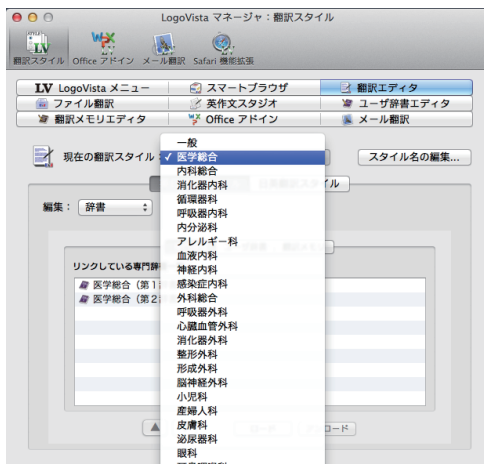 LogoVista マネージャ：翻訳スタイル
翻訳スタイル Office アドイン メール翻訳 Safari 機能拡張
LV LogoVista メニュー スマートブラウザ 翻訳エディタ
ファイル翻訳 英作文スタジオ ユーザ辞書エディタ
翻訳メモリエディタ Office アドイン メール翻訳
現在の翻訳スタイル： ✓ 医学総合 スタイル名の編集...
一般
内科総合
消化器内科
循環器科
呼吸器内科
内分泌科
アレルギー科
血液内科
神経内科
感染症内科
外科総合
呼吸器外科
心臓血管外科
消化器外科
整形外科
形成外科
脳神経外科
小児科
産婦人科
皮膚科
泌尿器科
眼科
編集： 辞書
リンクしている専門辞
医学総合（第1
医学総合（第2